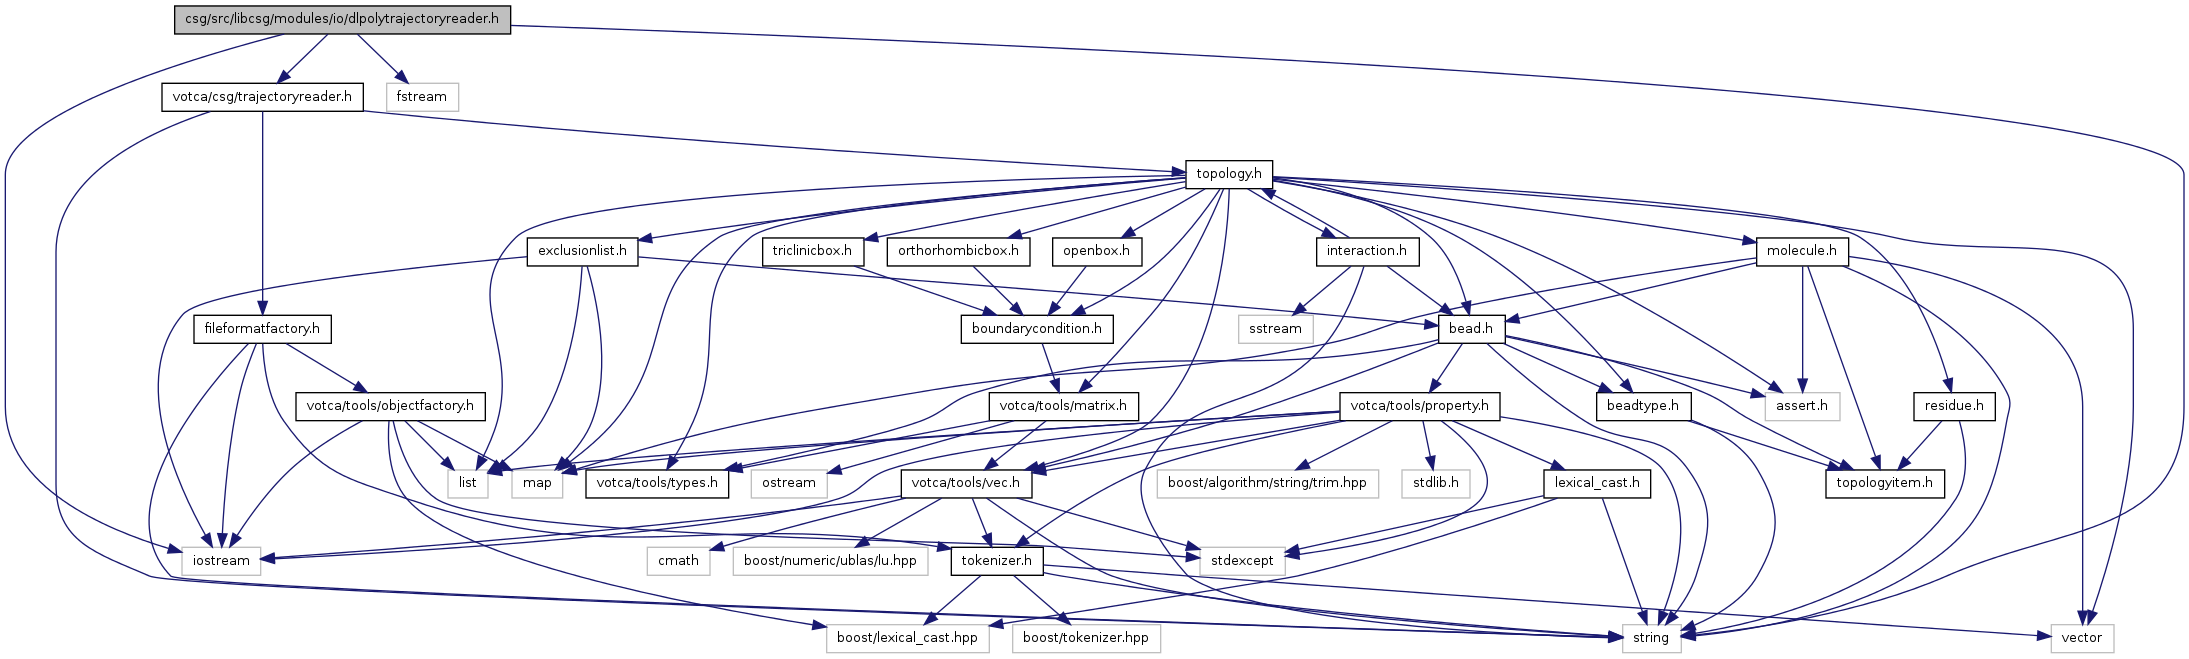 csg/src/libcsg/modules/io/dlpolytrajectoryreader.h
votca/csg/trajectoryreader.h
fstream
topology.h
exclusionlist.h
triclinicbox.h
orthorhombicbox.h
openbox.h
interaction.h
molecule.h
fileformatfactory.h
boundarycondition.h
sstream
bead.h
votca/tools/objectfactory.h
votca/tools/matrix.h
votca/tools/property.h
beadtype.h
assert.h
residue.h
list
map
votca/tools/types.h
ostream
votca/tools/vec.h
boost/algorithm/string/trim.hpp
stdlib.h
lexical_cast.h
topologyitem.h
iostream
cmath
boost/numeric/ublas/lu.hpp
tokenizer.h
stdexcept
boost/lexical_cast.hpp
boost/tokenizer.hpp
string
vector